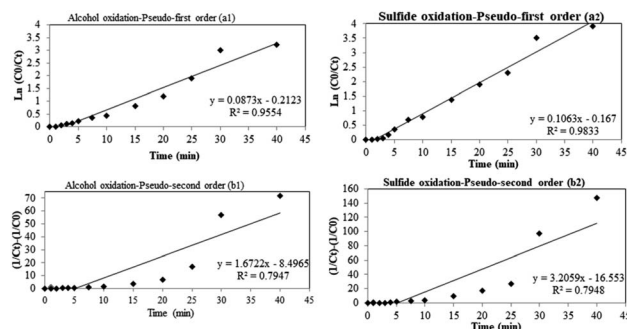 Alcohol oxidation-Pseudo-first order (a1)
4
3.5
3
2.5
2
1.5
1
0.5
0
Ln (C0/Ct)
y = 0.0873x - 0.2123
R² = 0.9554
0 5 10 15 20 25 30 35 40 45
Time (min)
Sulfide oxidation-Pseudo-first order (a2)
4
3.5
3
2.5
2
1.5
1
0.5
0
Ln (C0/Ct)
y = 0.1063x - 0.167
R² = 0.9833
0 5 10 15 20 25 30 35 40 45
Time (min)
Alcohol oxidation-Pseudo-second order (b1)
70
60
50
40
30
20
10
0
(1/Ct)-(1/C0)
y = 1.6722x - 8.4965
R² = 0.7947
0 5 10 15 20 25 30 35 40 45
Time (min)
Sulfide oxidation-Pseudo-second order (b2)
160
140
120
100
80
60
40
20
0
(1/Ct)-(1/C0)
y = 3.2059x - 16.553
R² = 0.7948
0 5 10 15 20 25 30 35 40 45
Time (min)